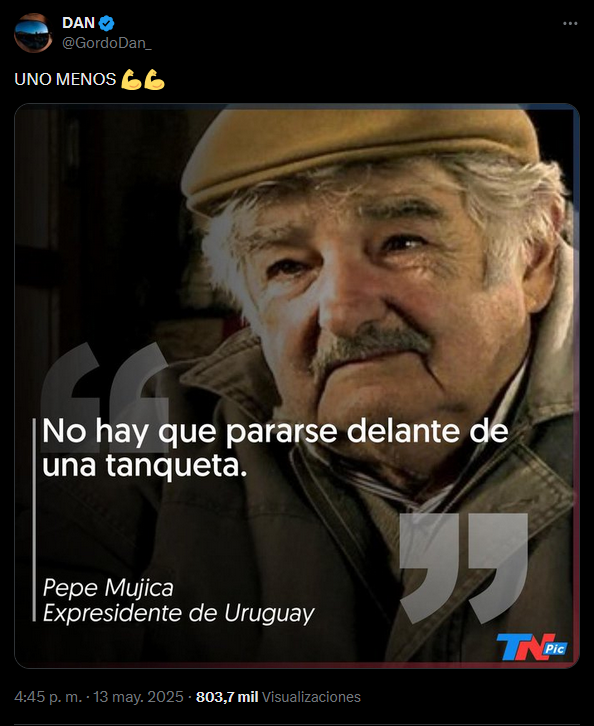 DAN
@GordoDan_
UNO MENOS 💪💪
No hay que pararse delante de
una tanqueta.
Pepe Mujica
Expresidente de Uruguay
TN Pic
4:45 p. m. · 13 may. 2025 · 803,7 mil Visualizaciones